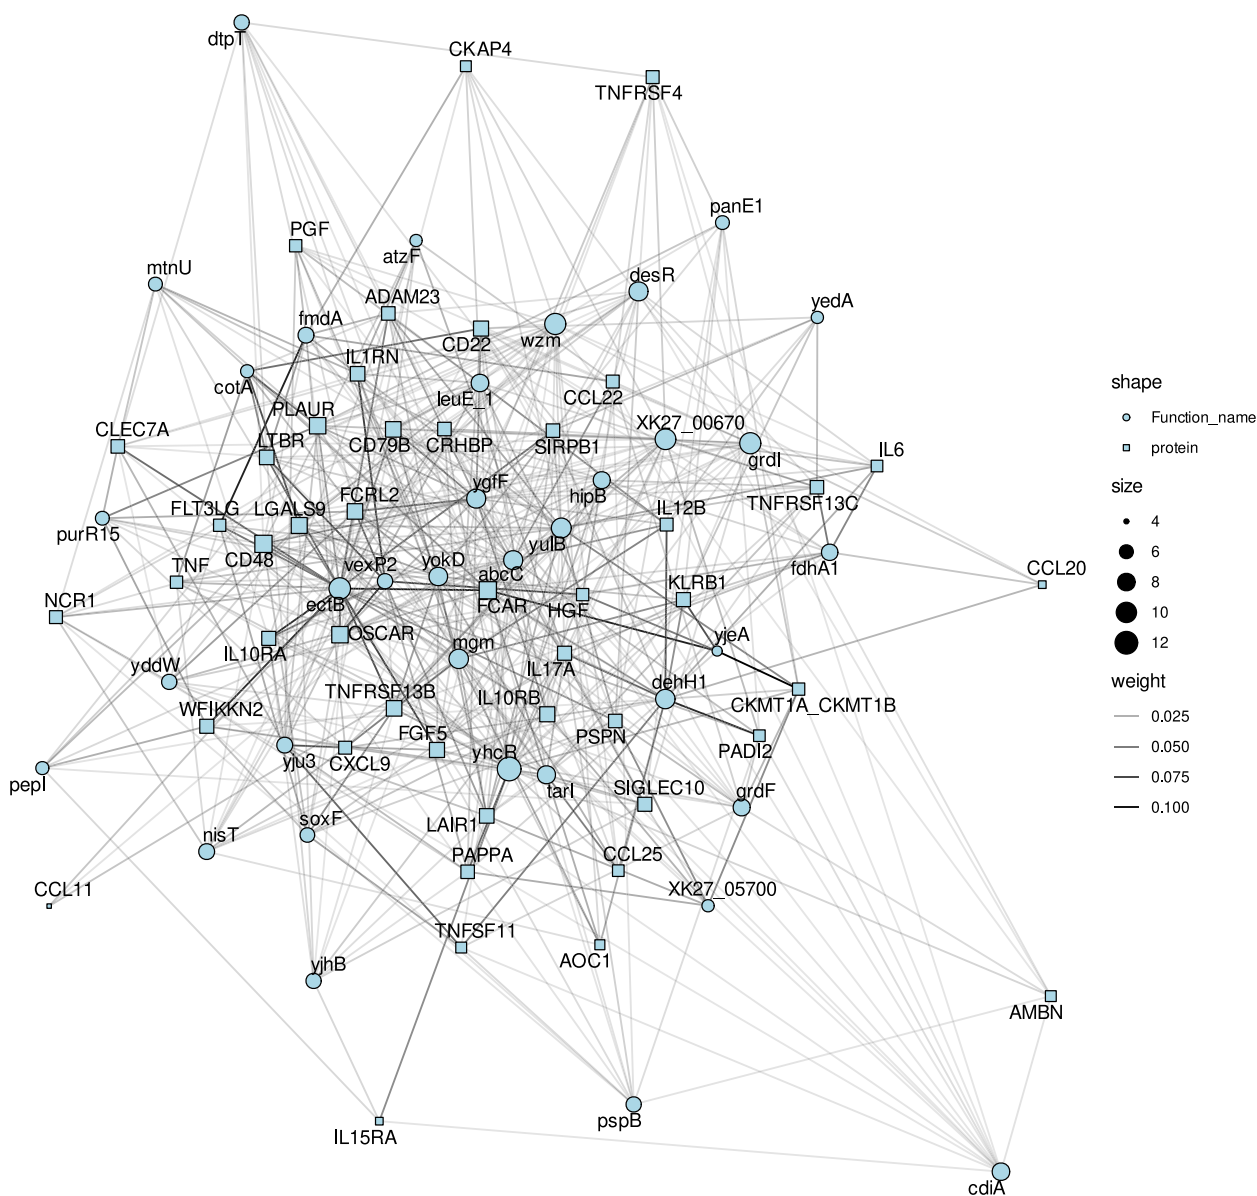 dtpT
CKAP4
TNFRSF4
panE1
PGF
atzF
mtnU
desR
ADAM23
yedA
fmdA
CD22
wzm
IL1RN
cotA
leuE_1
CCL22
PLAUR
XK27_00670
CLEC7A
LTBR
CD79B
CRHBP
SIRPB1
grdI
IL6
ygfF
hipB
TNFRSF13C
FLT3LG
LGALS9
FCRL2
IL12B
purR15
CD48
yulB
TNF
vexP2
yokD
abcC
fdhA1
CCL20
NCR1
ectB
FCAR
HGF
KLRB1
IL10RA
OSCAR
mgm
yjeA
yddW
IL17A
dehH1
WFIKKN2
TNFRSF13B
IL10RB
CKMT1A_CKMT1B
FGF5
PSPN
PADI2
pepI
yju3
CXCL9
yhcR
tarI
SIGLEC10
grdF
nisT
soxF
LAIR1
PAPPA
CCL25
CCL11
XK27_05700
TNFSF11
AOC1
yjhB
AMBN
pspB
IL15RA
cdiA
shape
Function_name
protein
size
4
6
8
10
12
weight
0.025
0.050
0.075
0.100